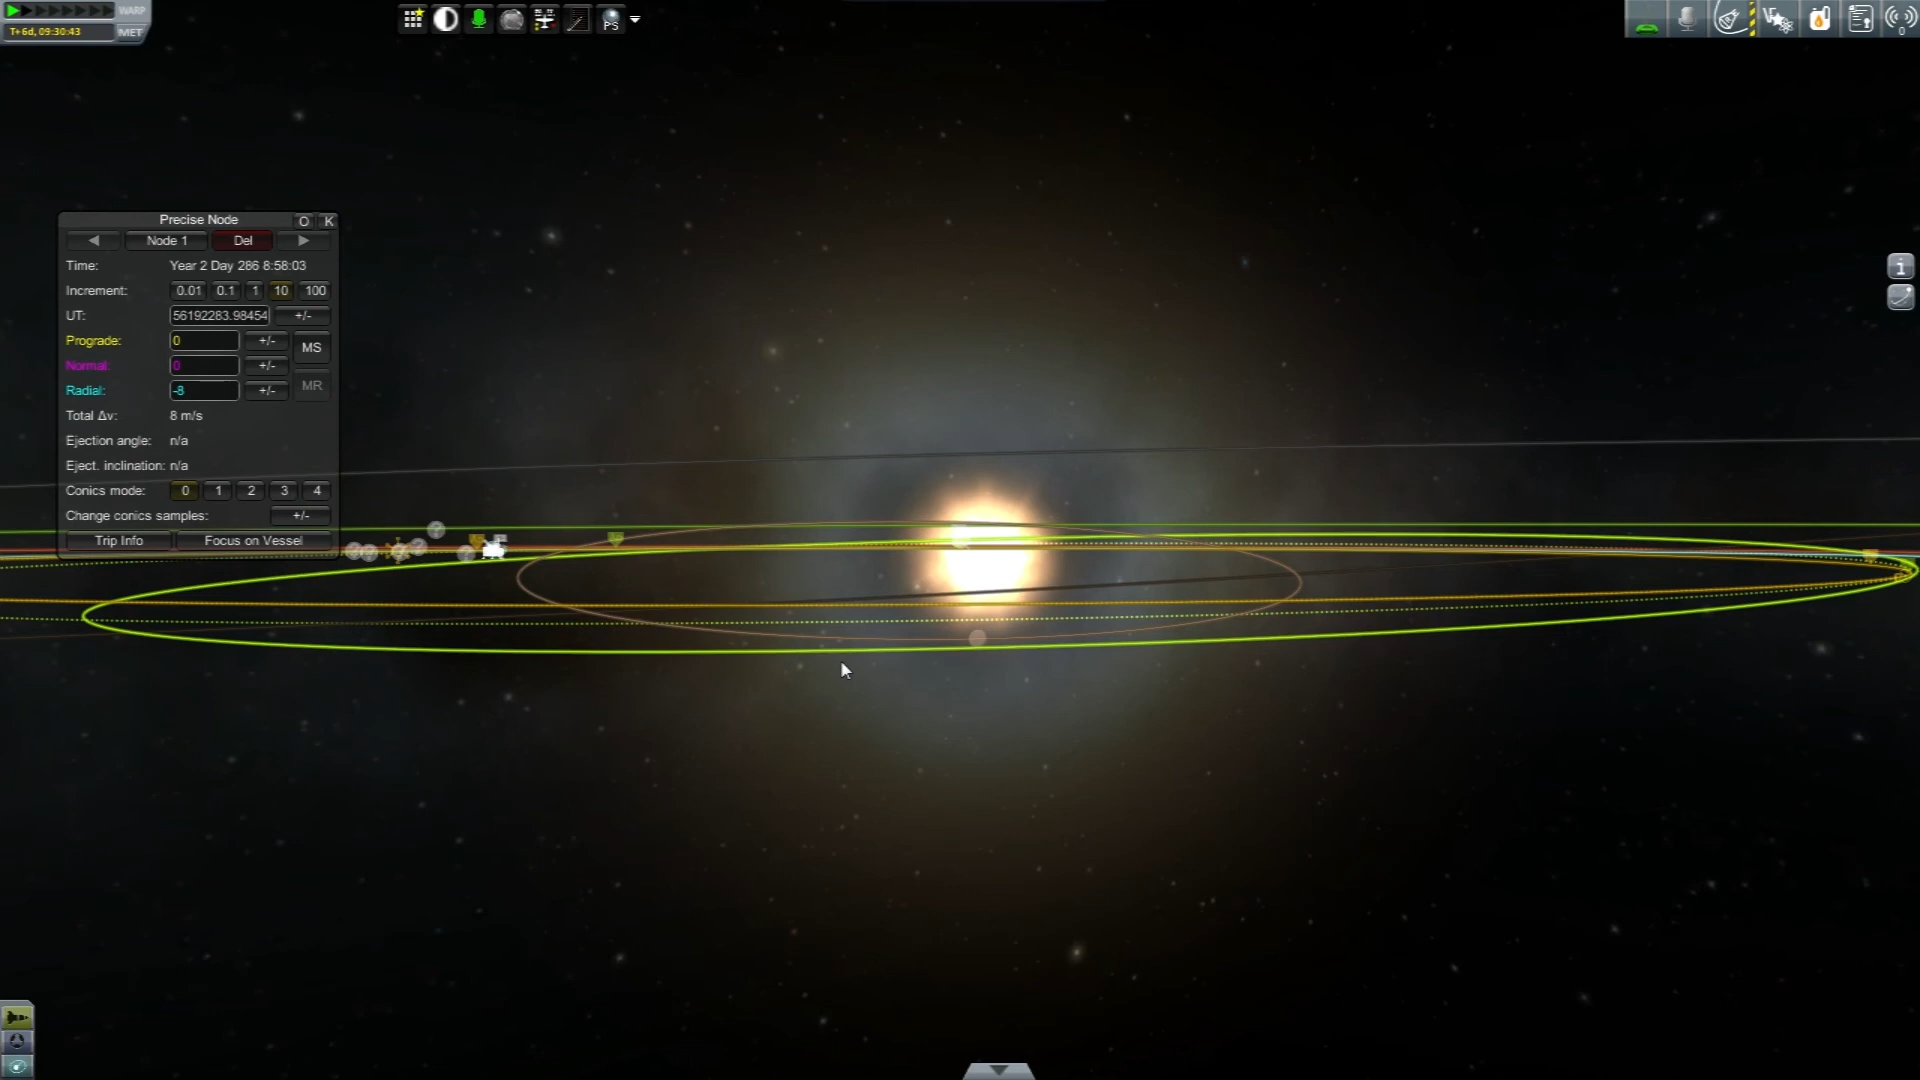 WARP
T+ 6d, 09:30:43 MET
PS
0
Precise Node O K
Node 1 Del
Time: Year 2 Day 286 8:58:03
Increment: 0.01 0.1 1 10 100
UT: 56192283.98454 +/-
Prograde: 0 +/- MS
Normal: 0 +/-
Radial: -8 +/- MR
Total Δv: 8 m/s
Ejection angle: n/a
Eject. inclination: n/a
Conics mode: 0 1 2 3 4
Change conics samples: +/-
Trip Info Focus on Vessel